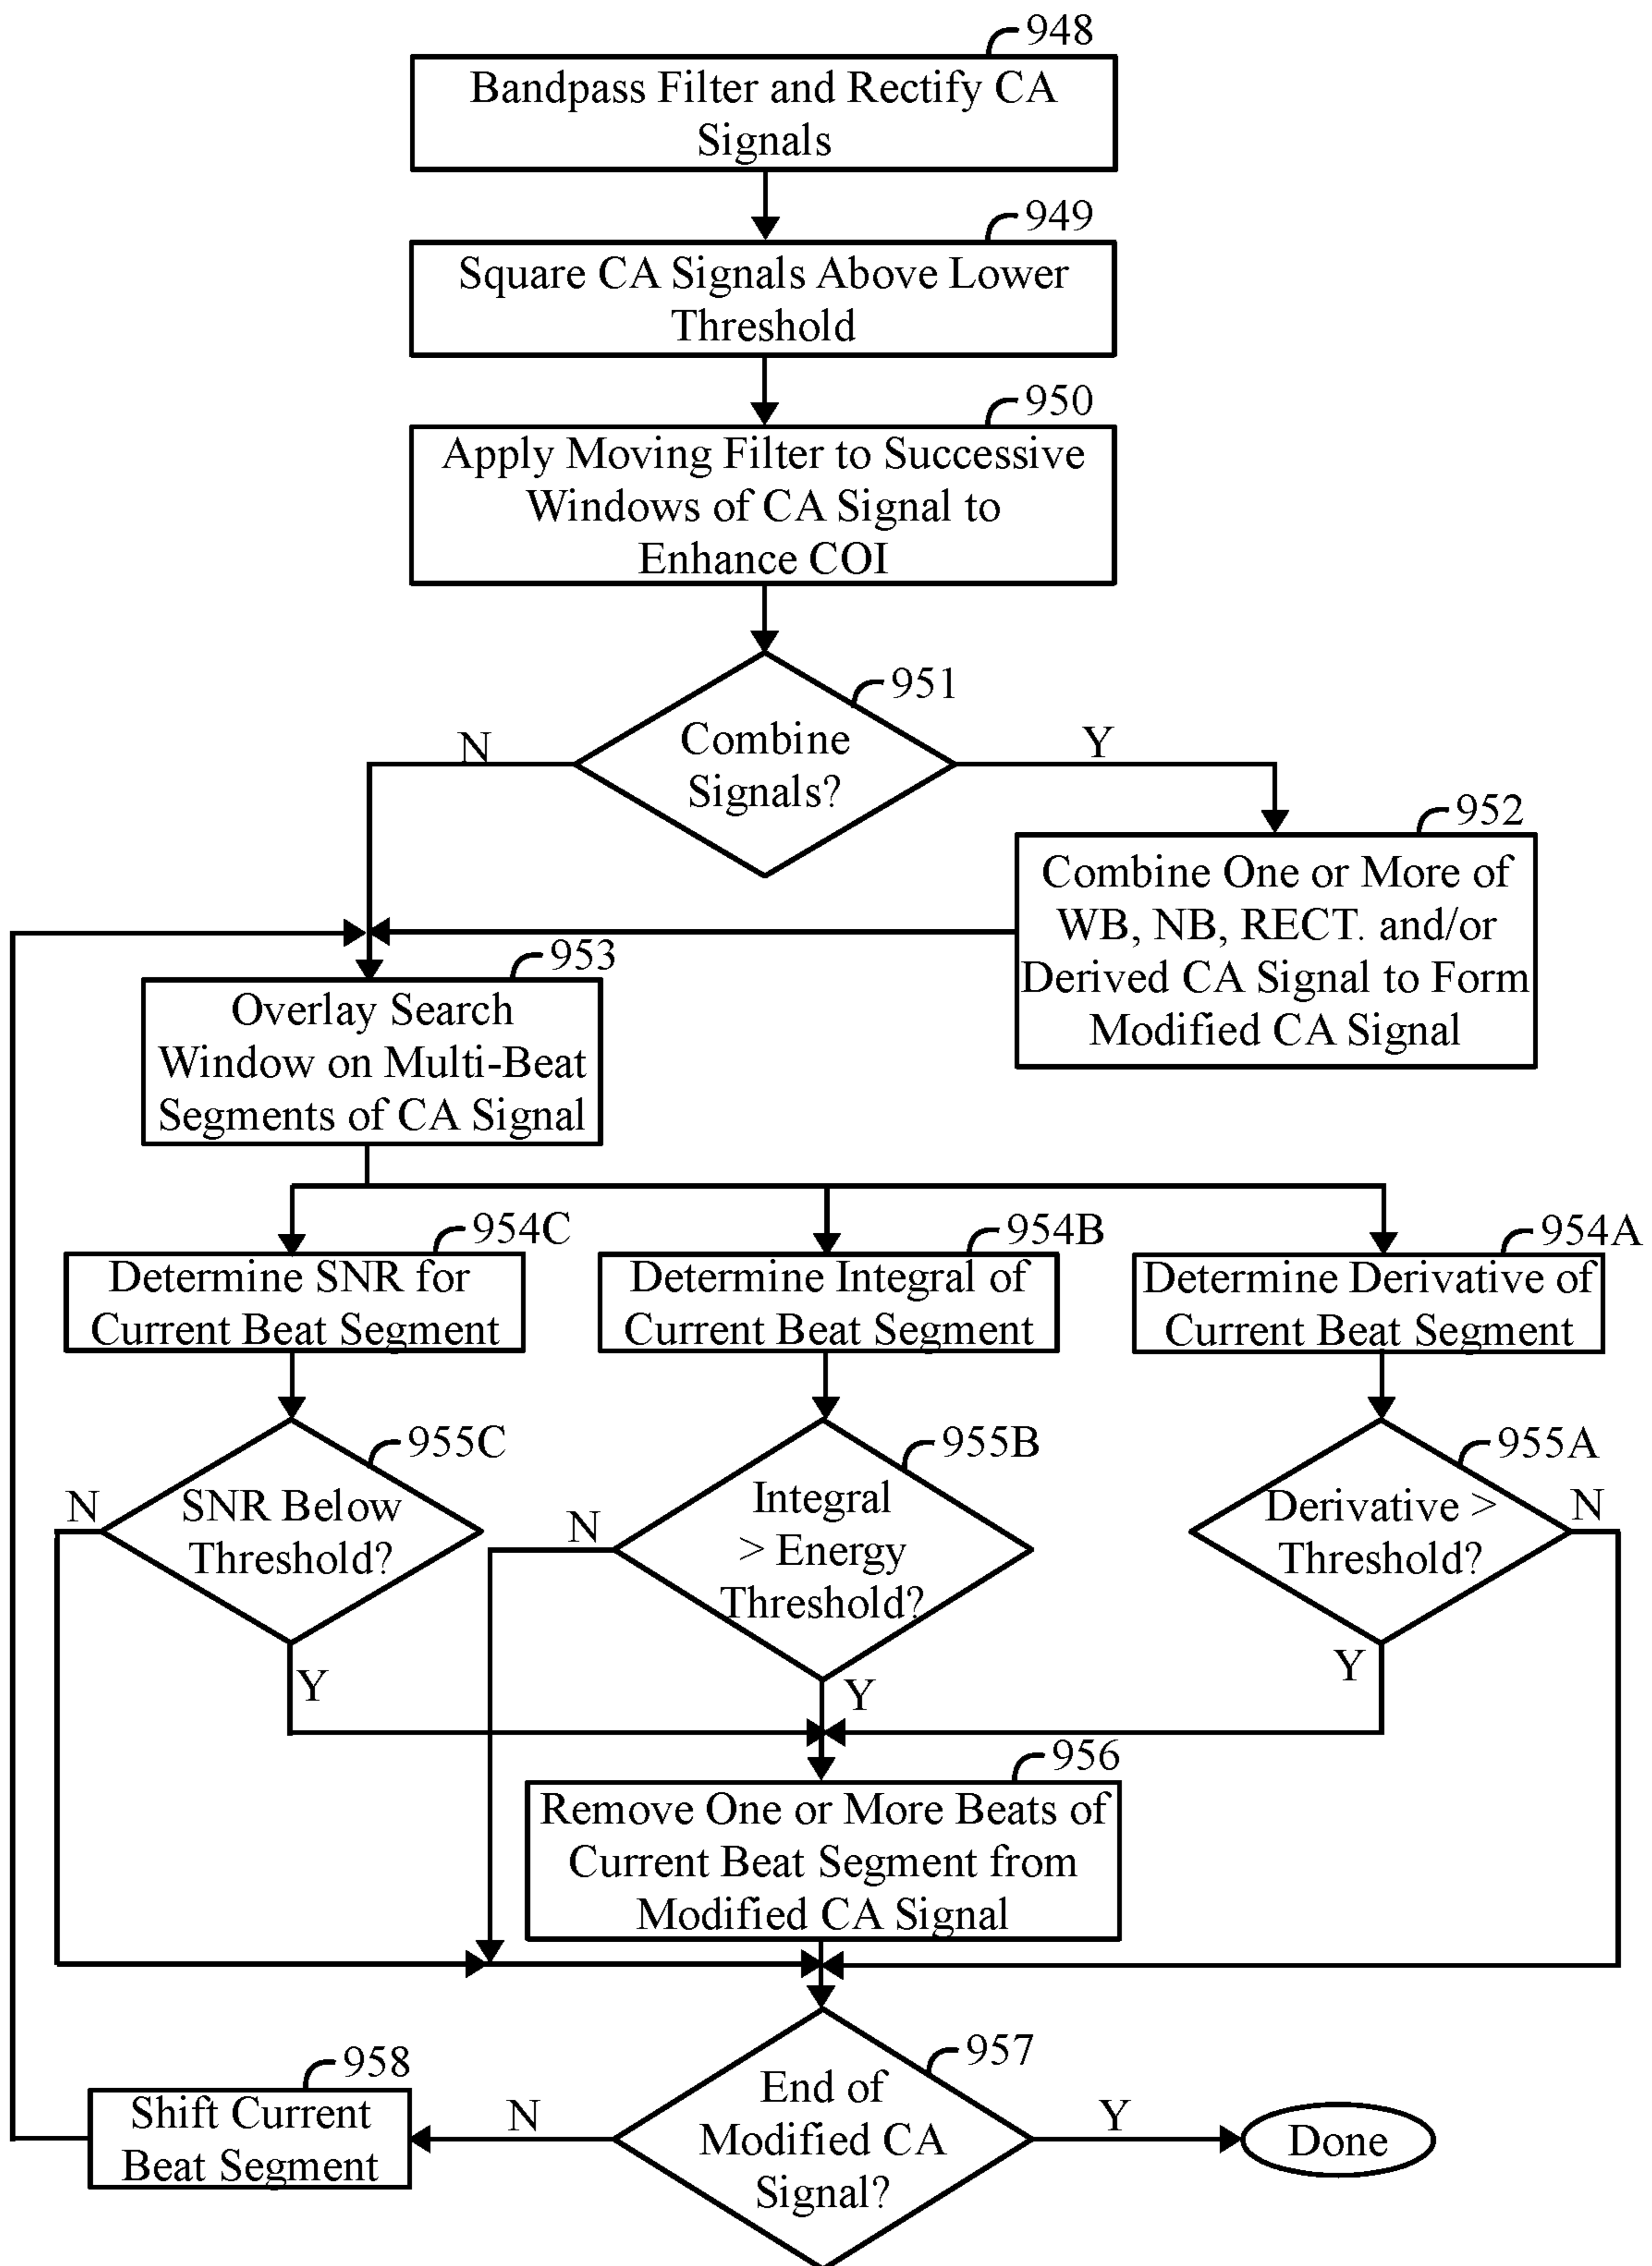 948
Bandpass Filter and Rectify CA
Signals
949
Square CA Signals Above Lower
Threshold
950
Apply Moving Filter to Successive
Windows of CA Signal to
Enhance COI
951
Combine
Signals?
N
Y
952
Combine One or More of
WB, NB, RECT. and/or
Derived CA Signal to Form
Modified CA Signal
953
Overlay Search
Window on Multi-Beat
Segments of CA Signal
954C
Determine SNR for
Current Beat Segment
954B
Determine Integral of
Current Beat Segment
954A
Determine Derivative of
Current Beat Segment
955C
SNR Below
Threshold?
N
Y
955B
Integral
> Energy
Threshold?
N
Y
955A
Derivative >
Threshold?
N
Y
956
Remove One or More Beats of
Current Beat Segment from
Modified CA Signal
957
End of
Modified CA
Signal?
N
Y
958
Shift Current
Beat Segment
Done